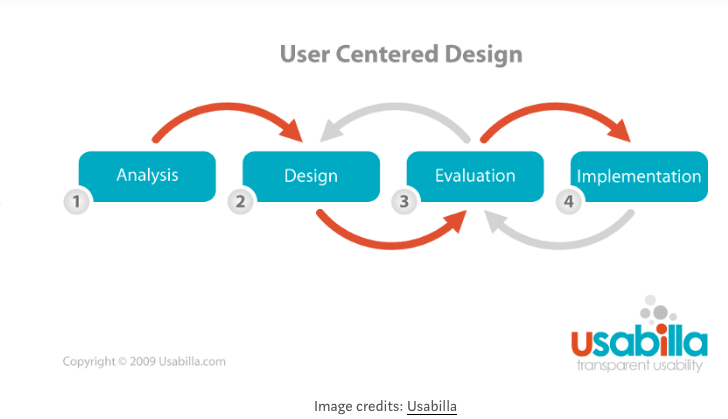 User Centered Design
Analysis
Design
Evaluation
Implementation
1
2
3
4
usabilla
transparent usability
Copyright © 2009 Usabilla.com
Image credits: Usabilla